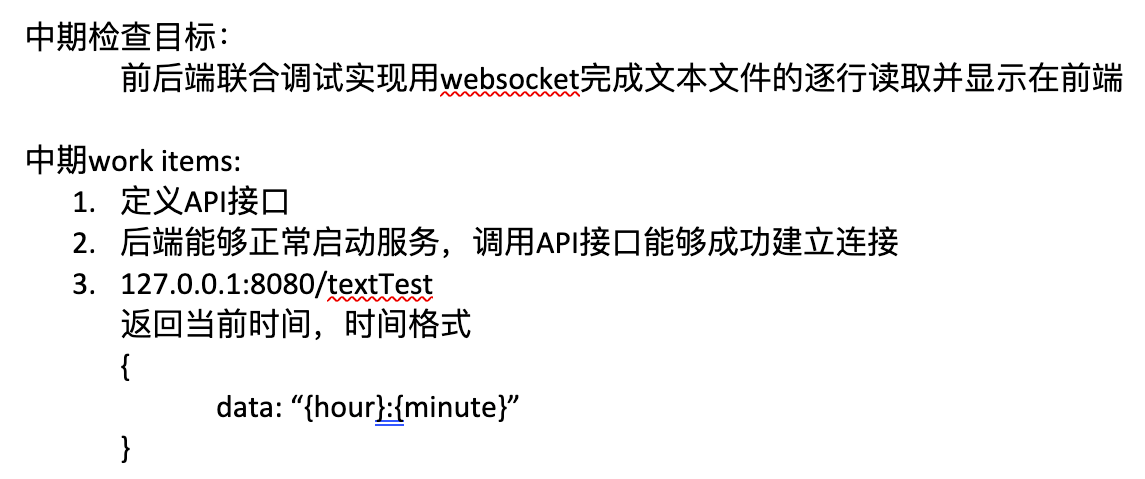 中期检查目标：
前后端联合调试实现用websocket完成文本文件的逐行读取并显示在前端
中期work items:
1. 定义API接口
2. 后端能够正常启动服务，调用API接口能够成功建立连接
3. 127.0.0.1:8080/textTest
返回当前时间，时间格式
{
data: “{hour}:{minute}”
}